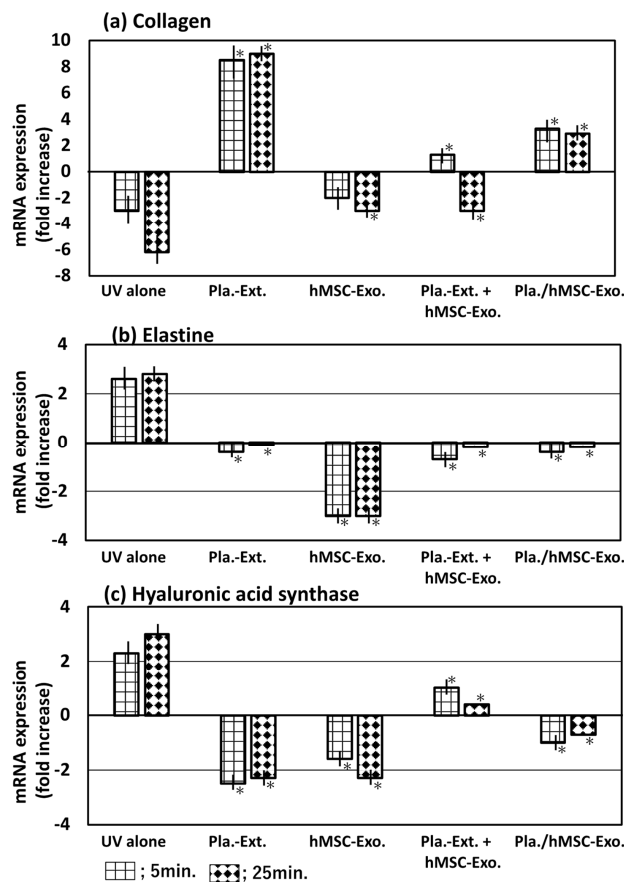 (a) Collagen
mRNA expression
(fold increase)
10
8
6
4
2
0
-2
-4
-6
-8
* * * * * * *
UV alone Pla.-Ext. hMSC-Exo. Pla.-Ext. + Pla./hMSC-Exo.
hMSC-Exo.
(b) Elastine
mRNA expression
(fold increase)
4
2
0
-2
-4
* * * * * * * *
UV alone Pla.-Ext. hMSC-Exo. Pla.-Ext. + Pla./hMSC-Exo.
hMSC-Exo.
(c) Hyaluronic acid synthase
mRNA expression
(fold increase)
4
2
0
-2
-4
* * * * * * * *
UV alone Pla.-Ext. hMSC-Exo. Pla.-Ext. + Pla./hMSC-Exo.
hMSC-Exo.
; 5min. ; 25min.